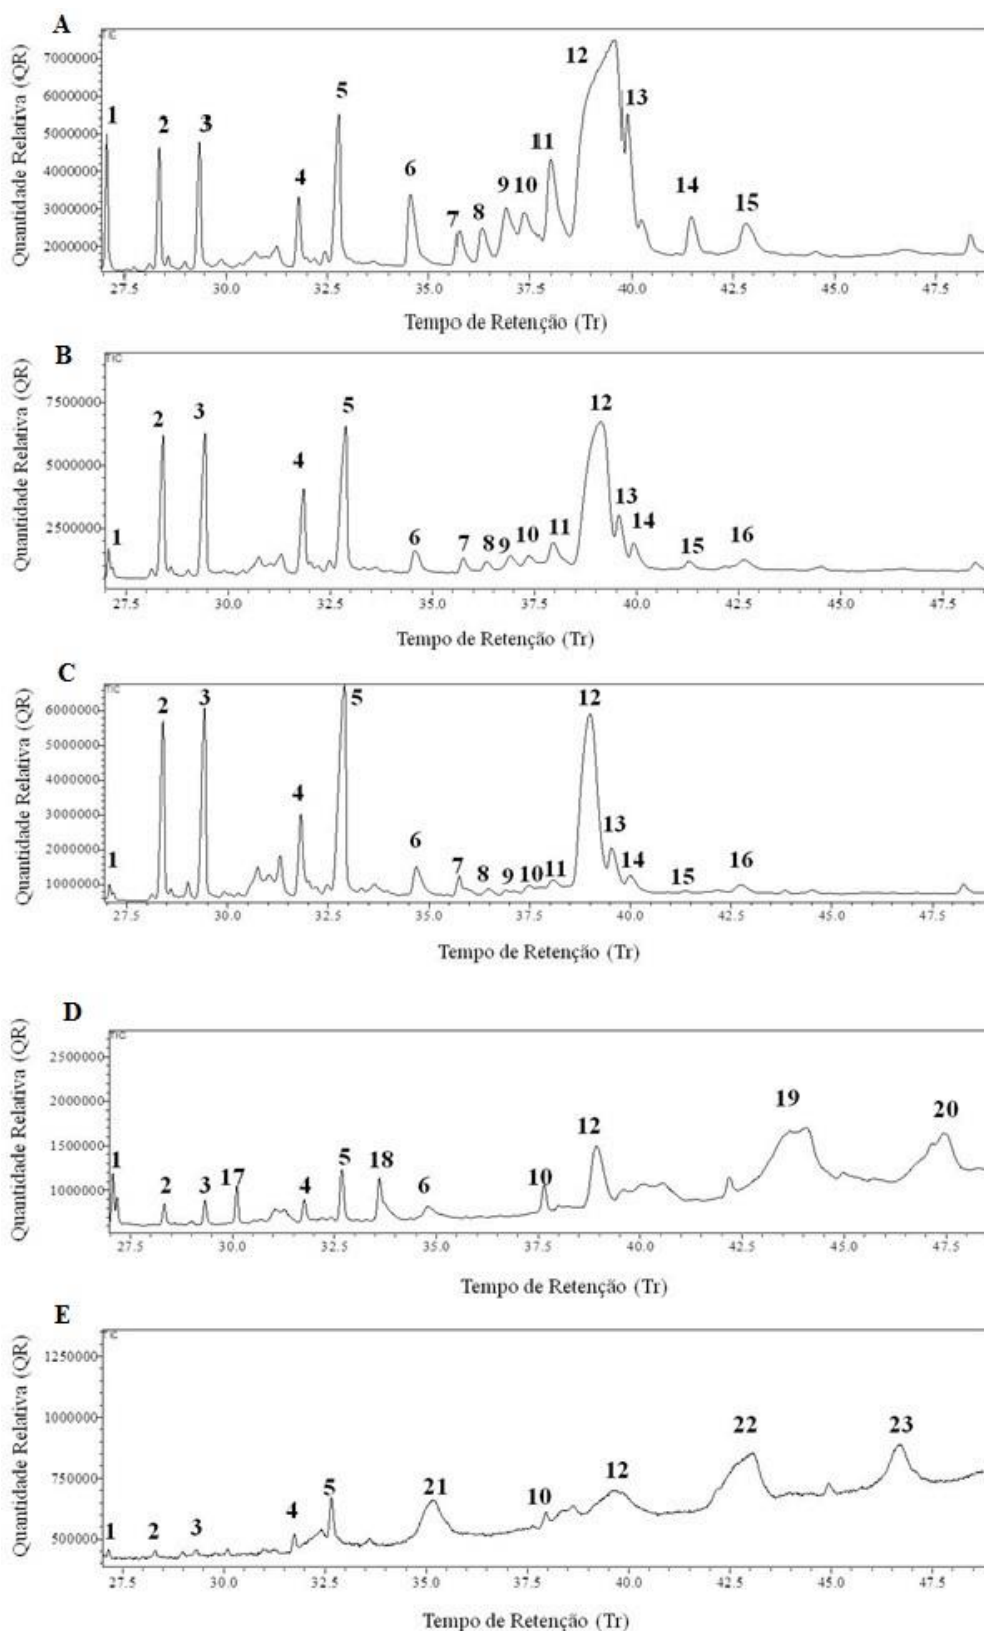 A
TIC
Quantidade Relativa (QR)
7000000
6000000
5000000
4000000
3000000
2000000
1 2 3 4 5 6 7 8 9 10 11 12 13 14 15
27.5 30.0 32.5 35.0 37.5 40.0 42.5 45.0 47.5
Tempo de Retenção (Tr)
B
TIC
Quantidade Relativa (QR)
7500000
5000000
2500000
1 2 3 4 5 6 7 8 9 10 11 12 13 14 15 16
27.5 30.0 32.5 35.0 37.5 40.0 42.5 45.0 47.5
Tempo de Retenção (Tr)
C
TIC
Quantidade Relativa (QR)
6000000
5000000
4000000
3000000
2000000
1000000
1 2 3 4 5 6 7 8 9 10 11 12 13 14 15 16
27.5 30.0 32.5 35.0 37.5 40.0 42.5 45.0 47.5
Tempo de Retenção (Tr)
D
TIC
Quantidade Relativa (QR)
2500000
2000000
1500000
1000000
1 2 3 17 4 5 18 6 10 12 19 20
27.5 30.0 32.5 35.0 37.5 40.0 42.5 45.0 47.5
Tempo de Retenção (Tr)
E
TIC
Quantidade Relativa (QR)
1250000
1000000
750000
500000
1 2 3 4 5 21 10 12 22 23
27.5 30.0 32.5 35.0 37.5 40.0 42.5 45.0 47.5
Tempo de Retenção (Tr)